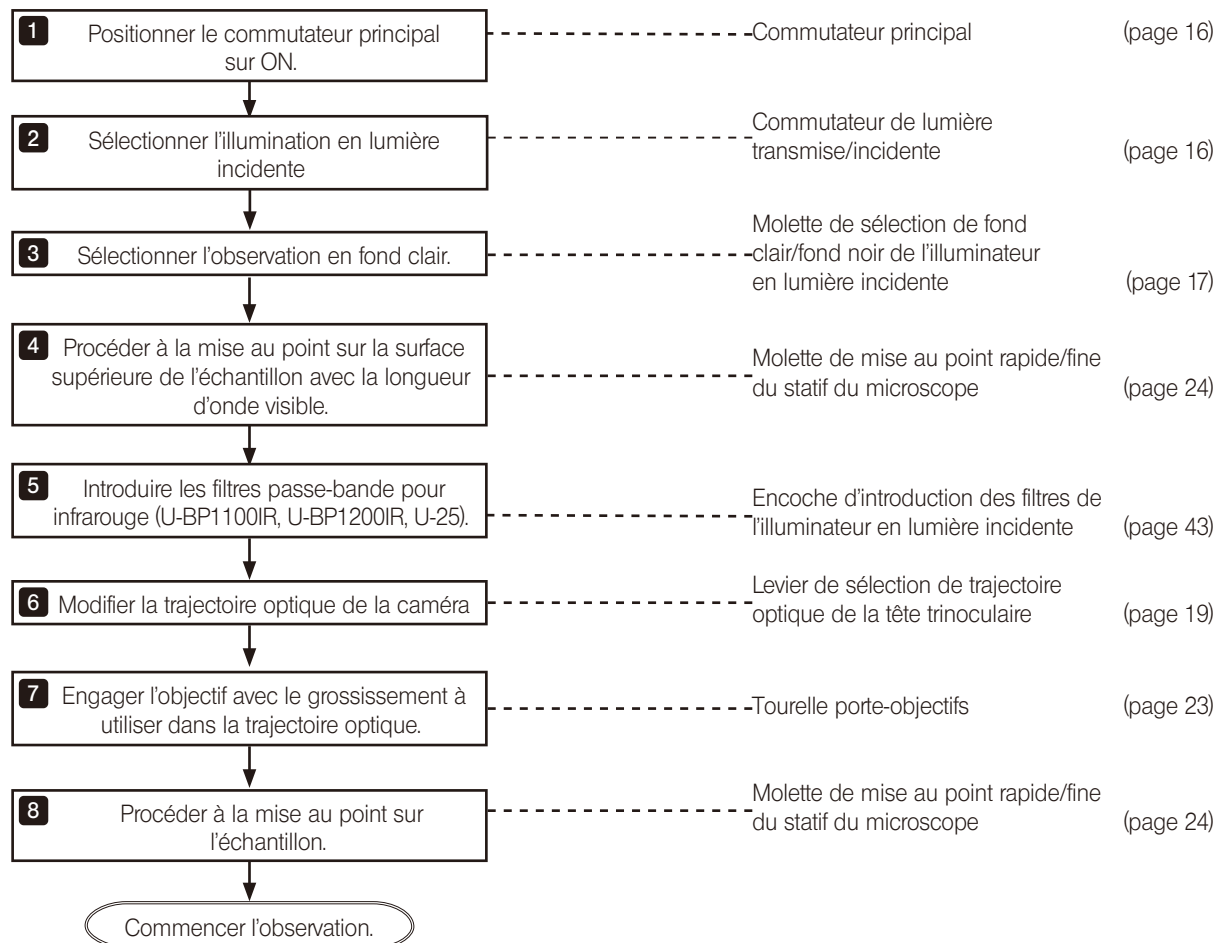 1 Positionner le commutateur principal
sur ON.
Commutateur principal (page 16)
2 Sélectionner l'illumination en lumière
incidente
Commutateur de lumière
transmise/incidente (page 16)
3 Sélectionner l'observation en fond clair.
Molette de sélection de fond
clair/fond noir de l'illuminateur
en lumière incidente (page 17)
4 Procéder à la mise au point sur la surface
supérieure de l'échantillon avec la longueur
d'onde visible.
Molette de mise au point rapide/fine
du statif du microscope (page 24)
5 Introduire les filtres passe-bande pour
infrarouge (U-BP1100IR, U-BP1200IR, U-25).
Encoche d'introduction des filtres de
l'illuminateur en lumière incidente (page 43)
6 Modifier la trajectoire optique de la caméra
Levier de sélection de trajectoire
optique de la tête trinoculaire (page 19)
7 Engager l'objectif avec le grossissement à
utiliser dans la trajectoire optique.
Tourelle porte-objectifs (page 23)
8 Procéder à la mise au point sur
l'échantillon.
Molette de mise au point rapide/fine
du statif du microscope (page 24)
Commencer l'observation.